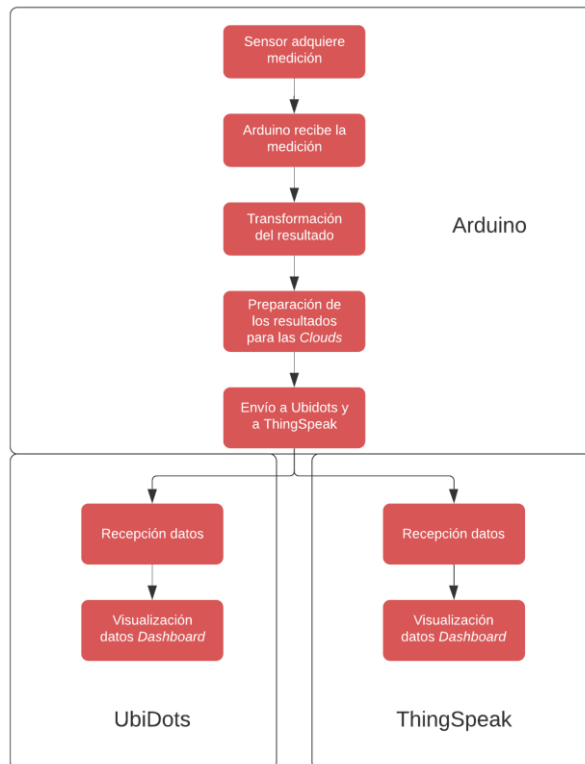 Sensor adquiere
medición
Arduino recibe la
medición
Transformación
del resultado
Arduino
Preparación de
los resultados
para las Clouds
Envío a Ubidots y
a ThingSpeak
Recepción datos
Visualización
datos Dashboard
UbiDots
Recepción datos
Visualización
datos Dashboard
ThingSpeak